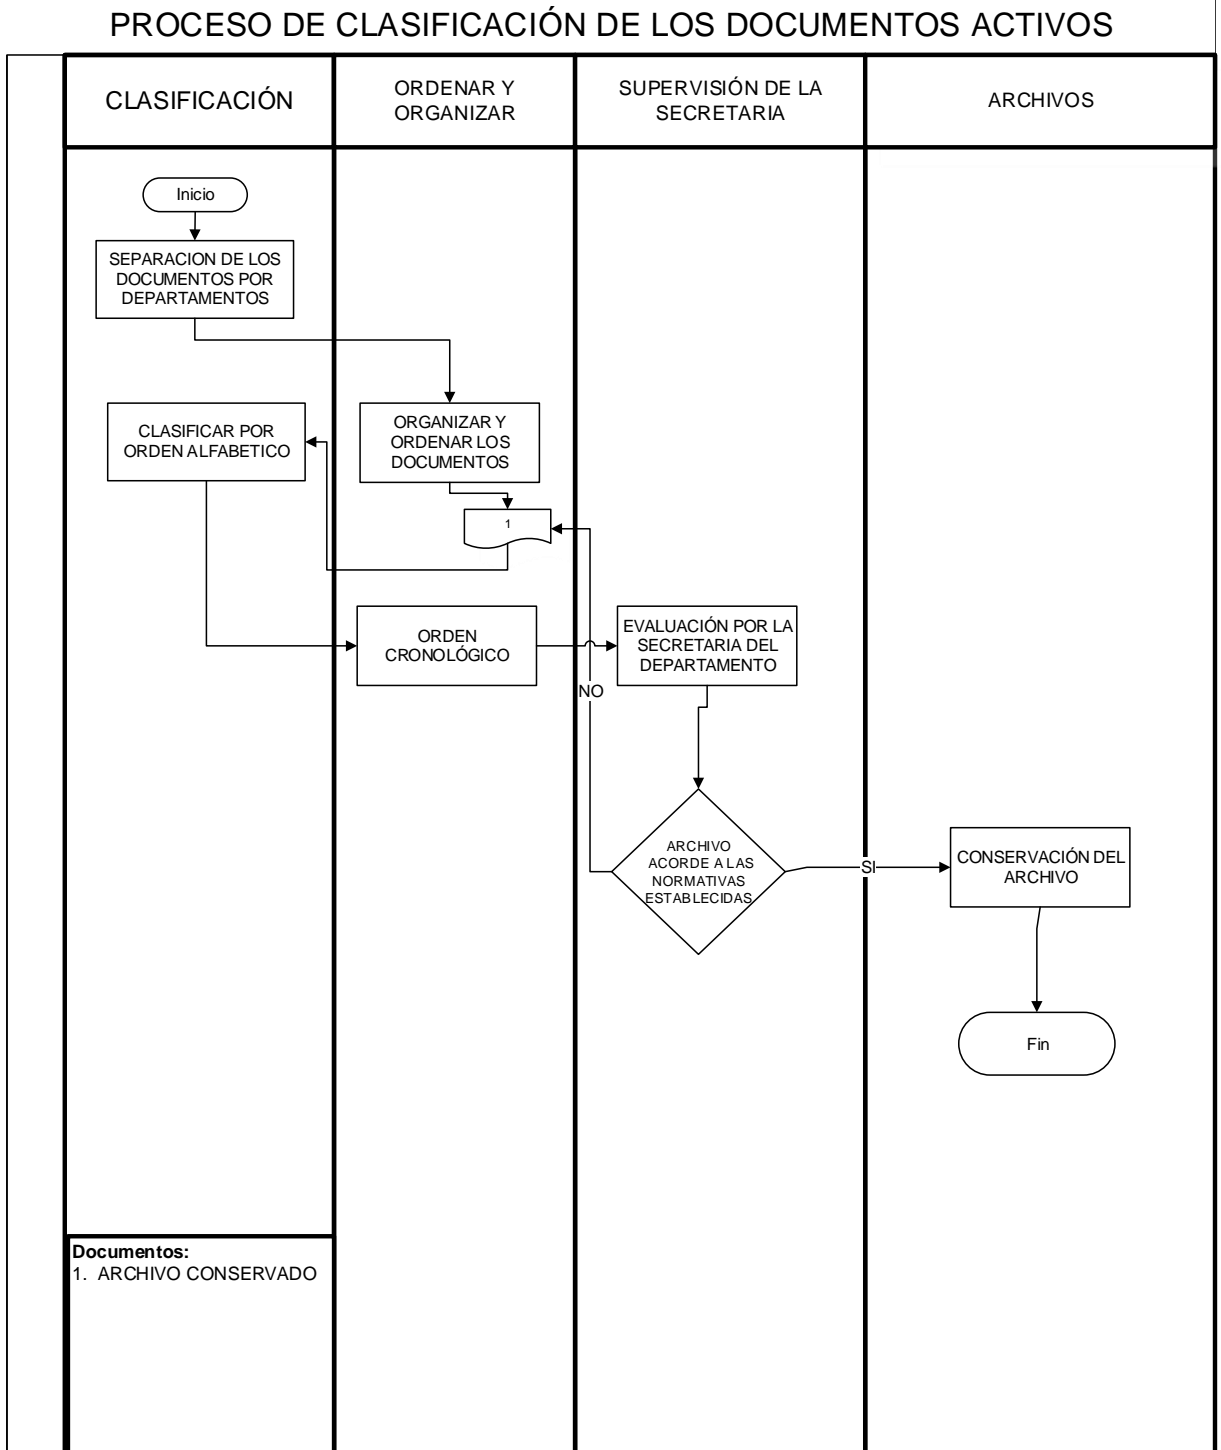 PROCESO DE CLASIFICACIÓN DE LOS DOCUMENTOS ACTIVOS
CLASIFICACIÓN
ORDENAR Y
ORGANIZAR
SUPERVISIÓN DE LA
SECRETARIA
ARCHIVOS
Inicio
SEPARACION DE LOS
DOCUMENTOS POR
DEPARTAMENTOS
ORGANIZAR Y
ORDENAR LOS
DOCUMENTOS
1
CLASIFICAR POR
ORDEN ALFABETICO
ORDEN
CRONOLÓGICO
EVALUACIÓN POR LA
SECRETARIA DEL
DEPARTAMENTO
NO
ARCHIVO
ACORDE A LAS
NORMATIVAS
ESTABLECIDAS
SI
CONSERVACIÓN DEL
ARCHIVO
Fin
Documentos:
1. ARCHIVO CONSERVADO